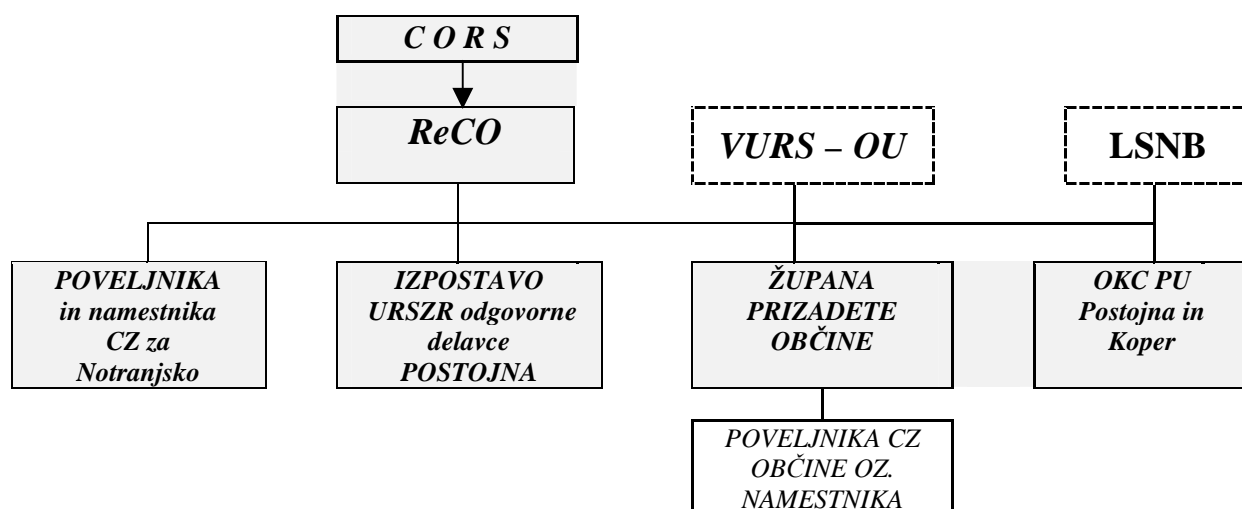 C O R S
ReCO
VURS – OU
LSNB
POVELJNIKA
in namestnika
CZ za
Notranjsko
IZPOSTAVO
URSZR odgovorne
delavce
POSTOJNA
ŽUPANA
PRIZADETE
OBČINE
OKC PU
Postojna in
Koper
POVELJNIKA CZ
OBČINE OZ.
NAMESTNIKA